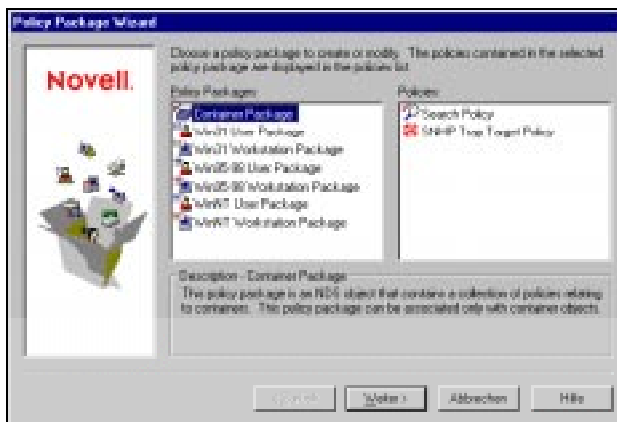 Policy Package Wizard
Novell.
Choose a policy package to create or modify. The policies contained in the selected
policy package are displayed in the policies list.
Policy Packages:
Container Package
Win31 User Package
Win31 Workstation Package
Win95-98 User Package
Win95-98 Workstation Package
WinNT User Package
WinNT Workstation Package
Policies:
Search Policy
SNMP Trap Target Policy
Description - Container Package
This policy package is an NDS object that contains a collection of policies relating
to containers. This policy package can be associated only with container objects.
Weiter >
Abbrechen
Hilfe